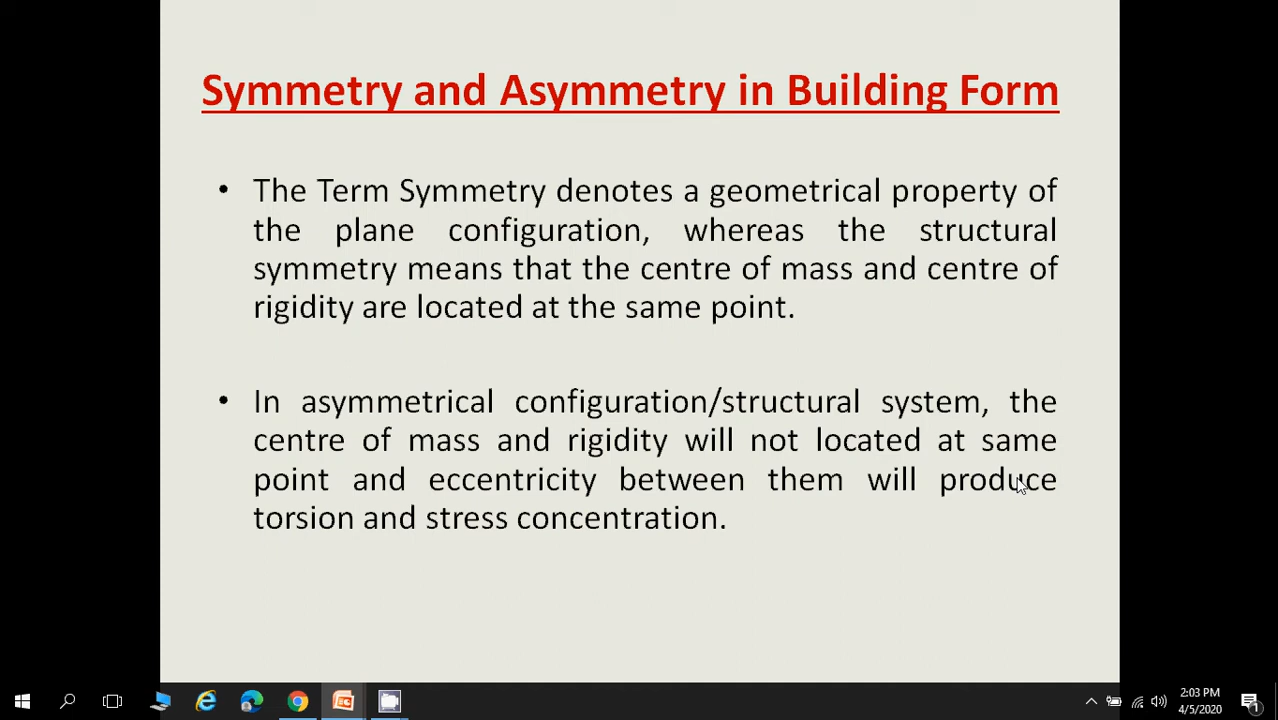 Symmetry and Asymmetry in Building Form
• The Term Symmetry denotes a geometrical property of
the plane configuration, whereas the structural
symmetry means that the centre of mass and centre of
rigidity are located at the same point.
• In asymmetrical configuration/structural system, the
centre of mass and rigidity will not located at same
point and eccentricity between them will produce
torsion and stress concentration.
2:03 PM
4/5/2020
1